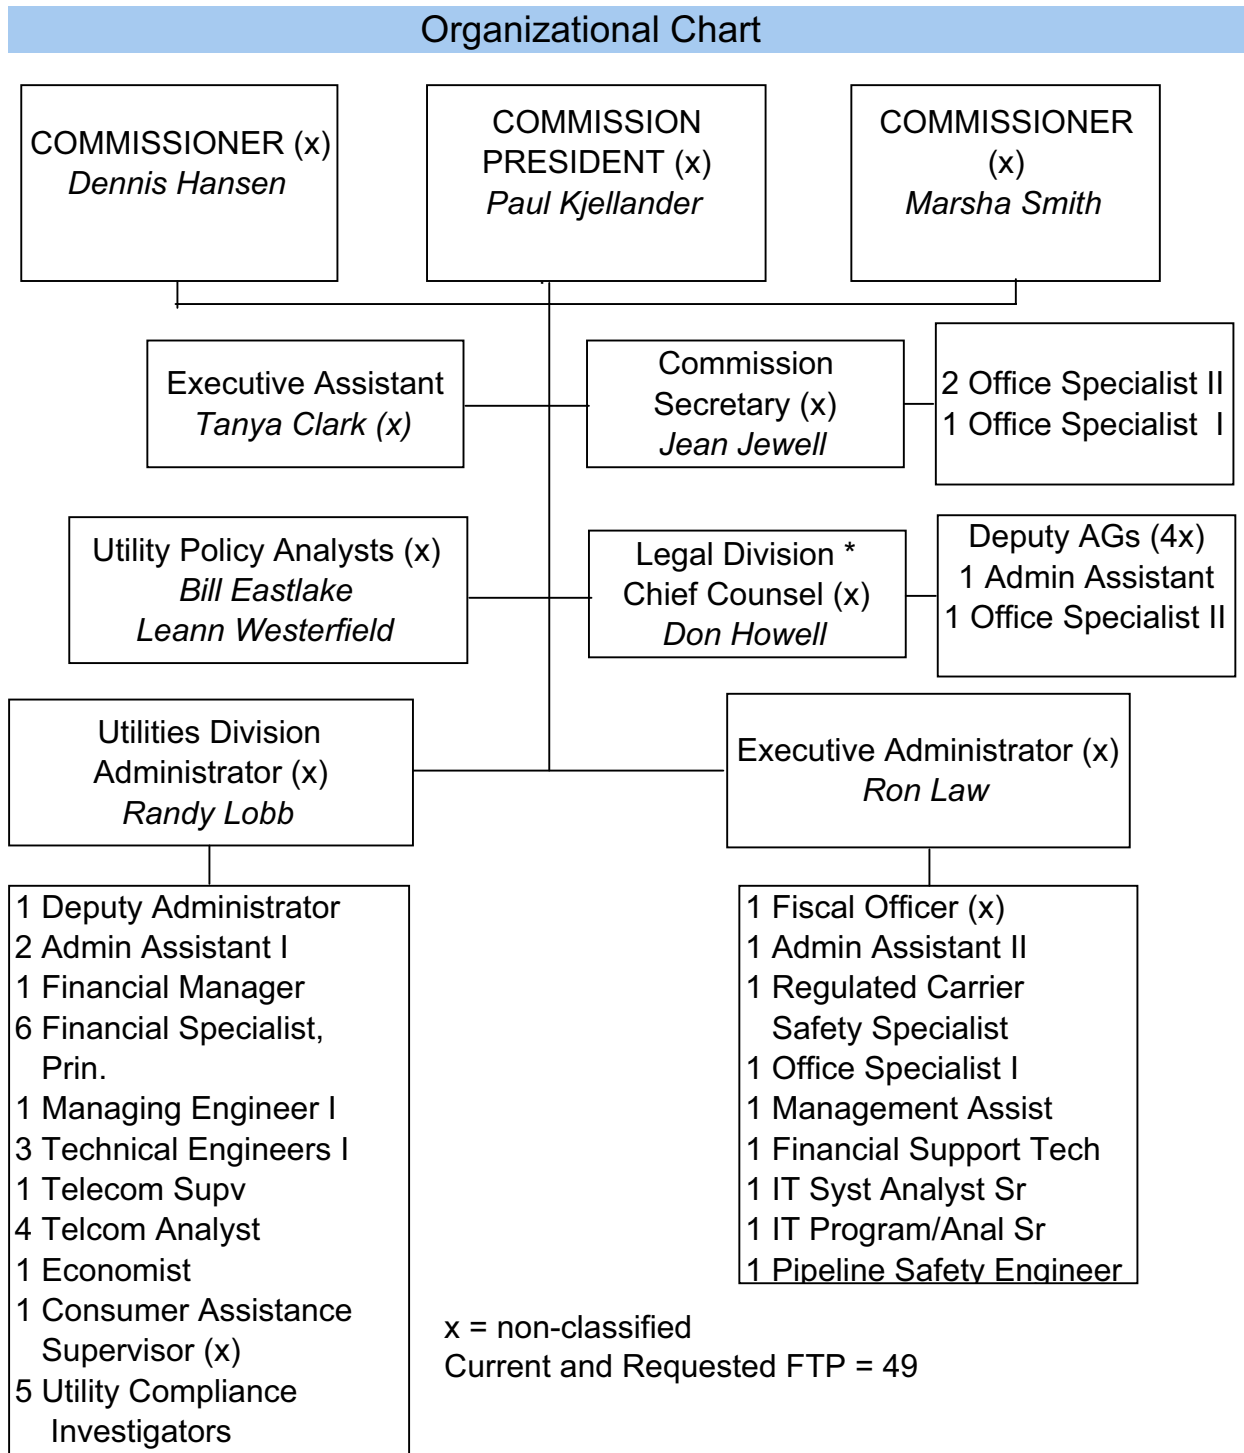 Organizational Chart
COMMISSIONER (x)
Dennis Hansen
COMMISSION
PRESIDENT (x)
Paul Kjellander
COMMISSIONER
(x)
Marsha Smith
Executive Assistant
Tanya Clark (x)
Commission
Secretary (x)
Jean Jewell
2 Office Specialist II
1 Office Specialist I
Utility Policy Analysts (x)
Bill Eastlake
Leann Westerfield
Legal Division *
Chief Counsel (x)
Don Howell
Deputy AGs (4x)
1 Admin Assistant
1 Office Specialist II
Utilities Division
Administrator (x)
Randy Lobb
Executive Administrator (x)
Ron Law
1 Deputy Administrator
2 Admin Assistant I
1 Financial Manager
6 Financial Specialist,
Prin.
1 Managing Engineer I
3 Technical Engineers I
1 Telecom Supv
4 Telcom Analyst
1 Economist
1 Consumer Assistance
Supervisor (x)
5 Utility Compliance
Investigators
1 Fiscal Officer (x)
1 Admin Assistant II
1 Regulated Carrier
Safety Specialist
1 Office Specialist I
1 Management Assist
1 Financial Support Tech
1 IT Syst Analyst Sr
1 IT Program/Anal Sr
1 Pipeline Safety Engineer
x = non-classified
Current and Requested FTP = 49